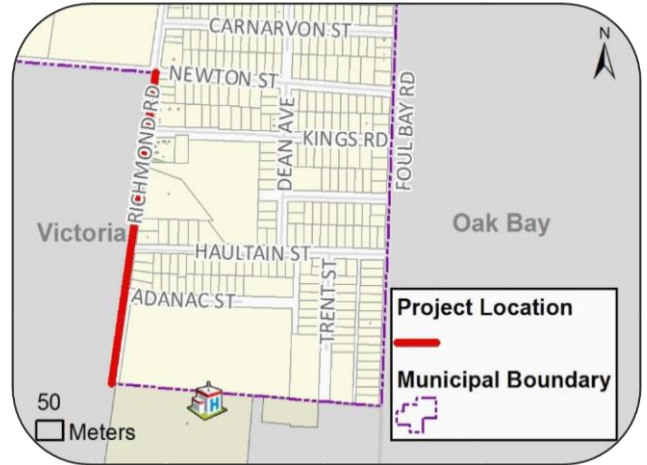 CARNARVON ST
N
NEWTON ST
RICHMOND RD
DEAN AVE
KINGS RD
FOUL BAY RD
Victoria
Oak Bay
HAULTAIN ST
ADANAC ST
TRENT ST
H
Project Location
Municipal Boundary
50
Meters